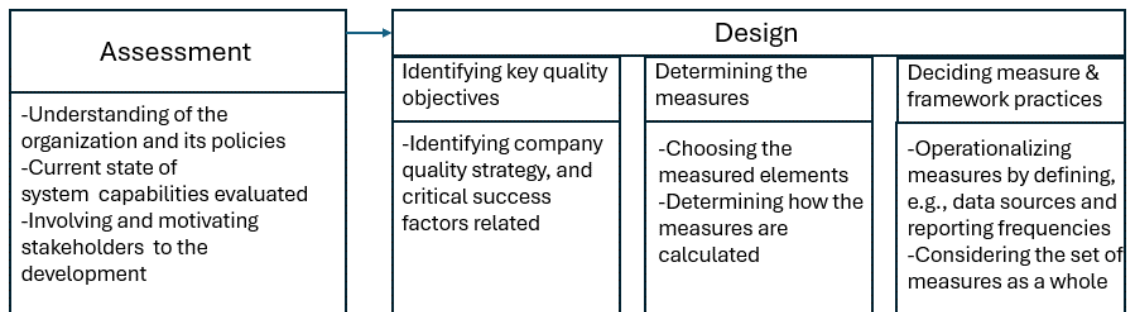 Assessment
-Understanding of the
organization and its policies
-Current state of
system capabilities evaluated
-Involving and motivating
stakeholders to the
development
Design
Identifying key quality
objectives
-Identifying company
quality strategy, and
critical success
factors related
Determining the
measures
-Choosing the
measured elements
-Determining how the
measures are
calculated
Deciding measure &
framework practices
-Operationalizing
measures by defining,
e.g., data sources and
reporting frequencies
-Considering the set of
measures as a whole